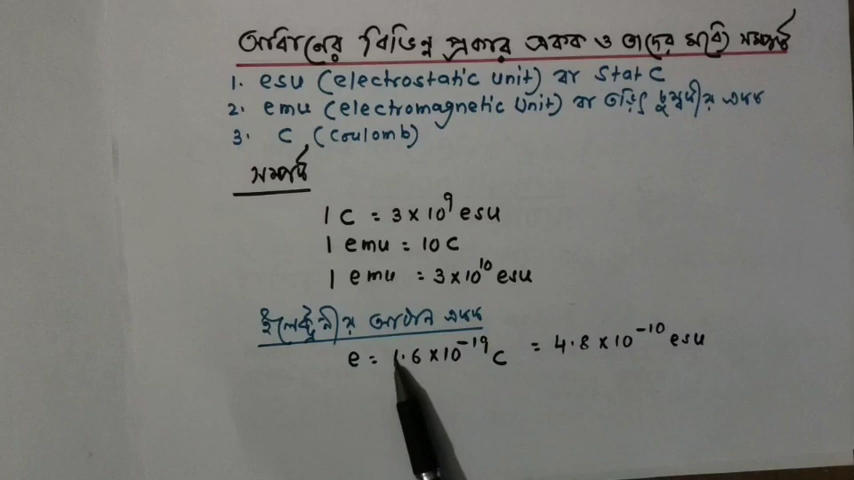 আধানের বিভিন্ন প্রকার একক ও তাদের মধ্যে সম্পর্ক
1. esu (electrostatic unit) বা Stat C
2. emu (electromagnetic Unit) বা তড়িৎ চুম্বকীয় একক
3. C (Coulomb)
সম্পর্ক
1 C = 3 × 10⁹ esu
1 emu = 10 C
1 emu = 3 × 10¹⁰ esu
ইলেকট্রনীয় আধান একক
e = 1.6 × 10⁻¹⁹ C = 4.8 × 10⁻¹⁰ esu